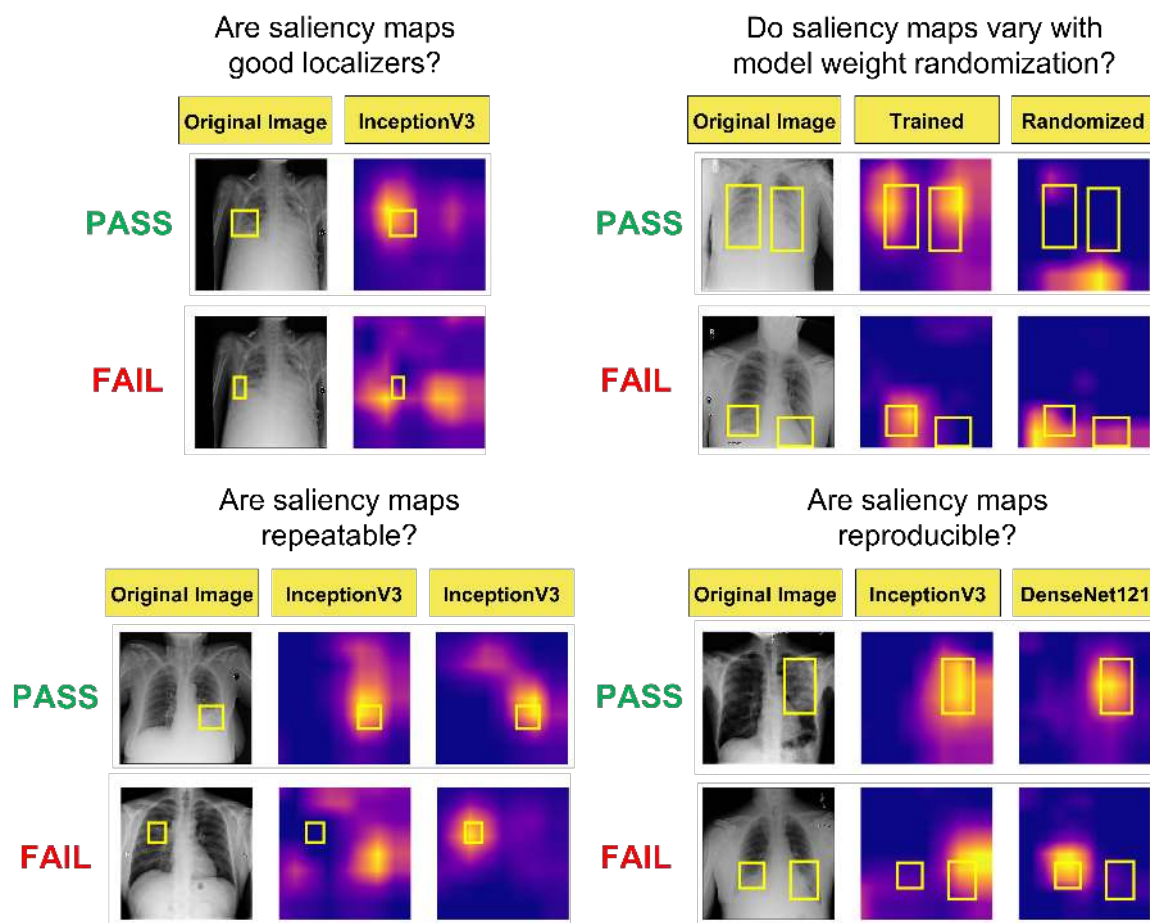 Are saliency maps
good localizers?
Original Image
InceptionV3
PASS
FAIL
Do saliency maps vary with
model weight randomization?
Original Image
Trained
Randomized
PASS
FAIL
Are saliency maps
repeatable?
Original Image
InceptionV3
InceptionV3
PASS
FAIL
Are saliency maps
reproducible?
Original Image
InceptionV3
DenseNet121
PASS
FAIL